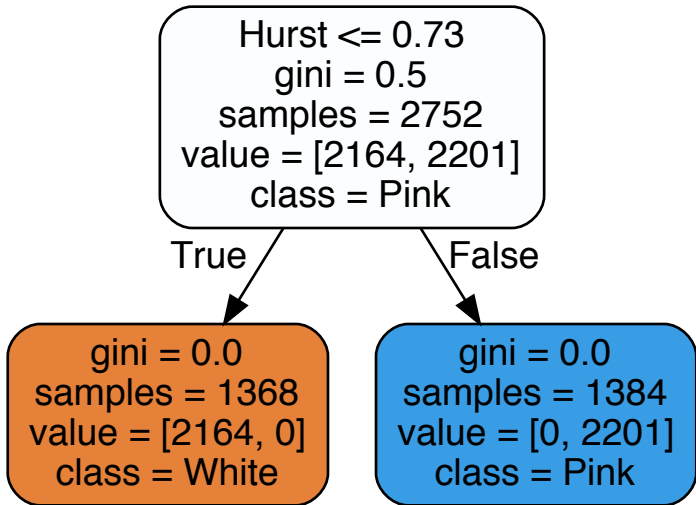 Hurst <= 0.73
gini = 0.5
samples = 2752
value = [2164, 2201]
class = Pink
True
False
gini = 0.0
samples = 1368
value = [2164, 0]
class = White
gini = 0.0
samples = 1384
value = [0, 2201]
class = Pink